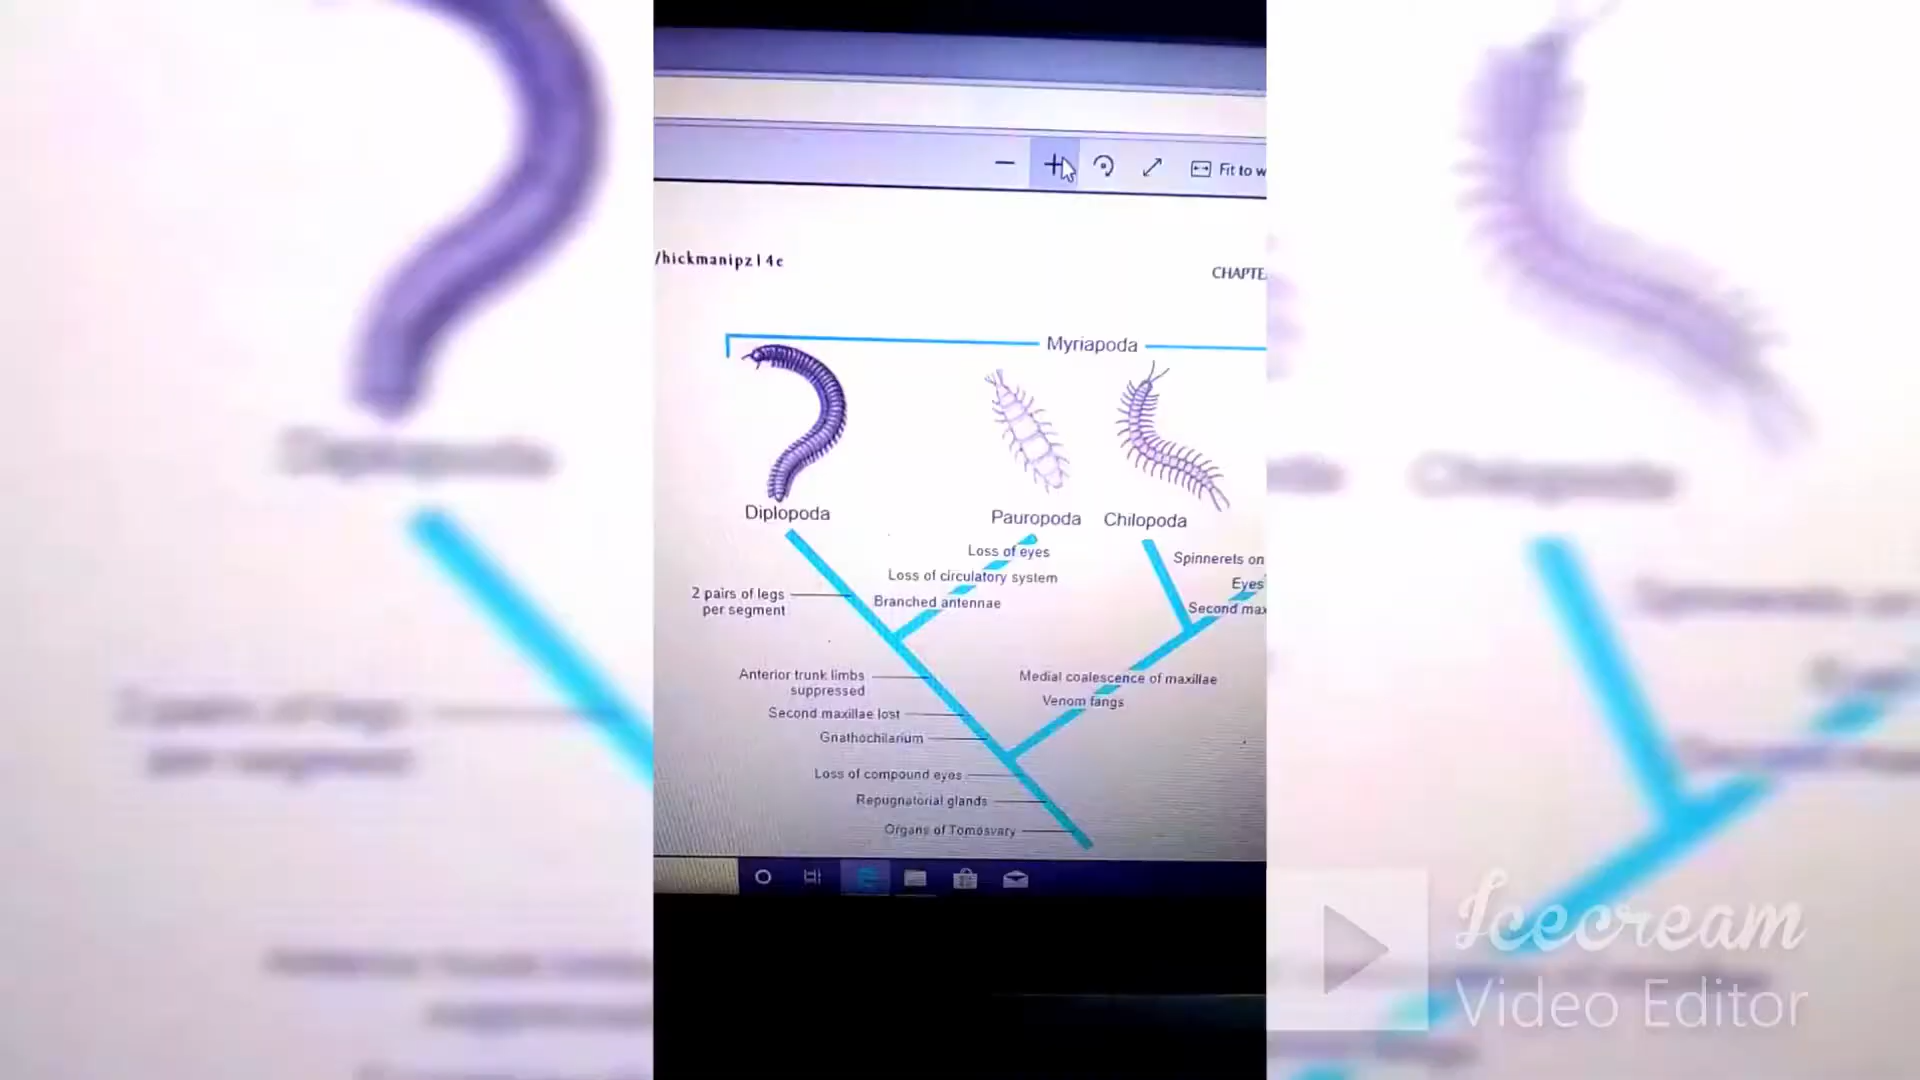 Fit to w
/hickmanipz14e
CHAPTE
Myriapoda
Diplopoda
Pauropoda
Chilopoda
Loss of eyes
Spinnerets on
Loss of circulatory system
Eyes
2 pairs of legs
per segment
Branched antennae
Second max
Anterior trunk limbs
suppressed
Medial coalescence of maxillae
Second maxillae lost
Venom fangs
Gnathochilarium
Loss of compound eyes
Repugnatorial glands
Organs of Tomosvary
Icecream
Video Editor